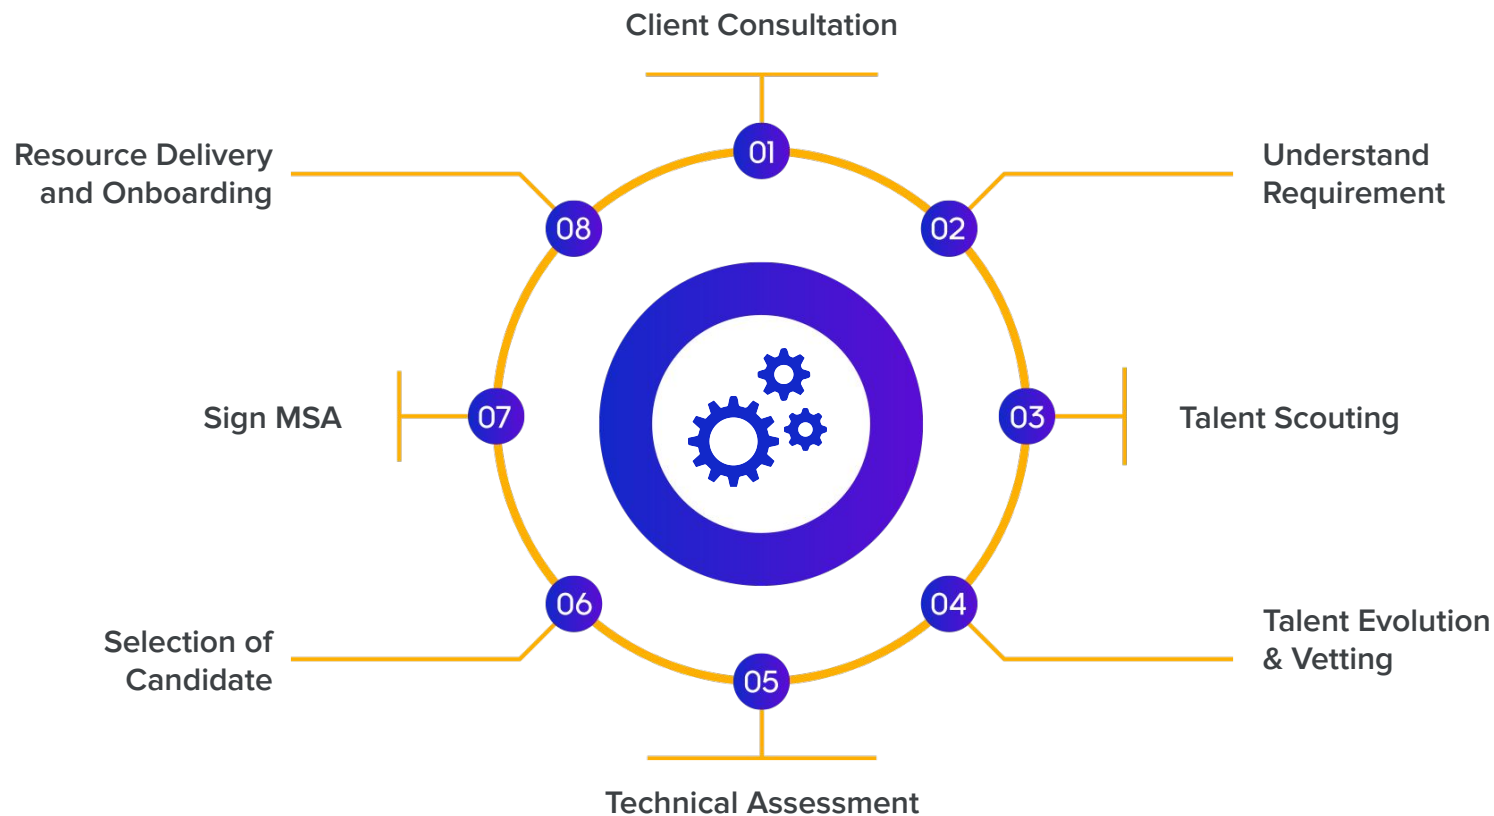 Client Consultation
01
Understand
Requirement
02
Talent Scouting
03
Talent Evolution
& Vetting
04
Technical Assessment
05
Selection of
Candidate
06
Sign MSA
07
Resource Delivery
and Onboarding
08